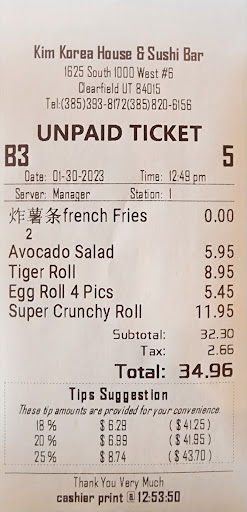 Kim Korea House & Sushi Bar
1625 South 1000 West #6
Clearfield UT 84015
Tel:(385)393-8172(385)820-6156
UNPAID TICKET
B3 5
Date: 01-30-2023 Time: 12:49 pm
Server: Manager Station: 1
炸薯条french Fries 0.00
2
Avocado Salad 5.95
Tiger Roll 8.95
Egg Roll 4 Pics 5.45
Super Crunchy Roll 11.95
Subtotal: 32.30
Tax: 2.66
Total: 34.96
Tips Suggestion
These tip amounts are provided for your convenience.
18 % $ 6.29 ($ 41.25)
20 % $ 6.99 ($ 41.95)
25 % $ 8.74 ($ 43.70)
Thank You Very Much
cashier print @ 12:53:50